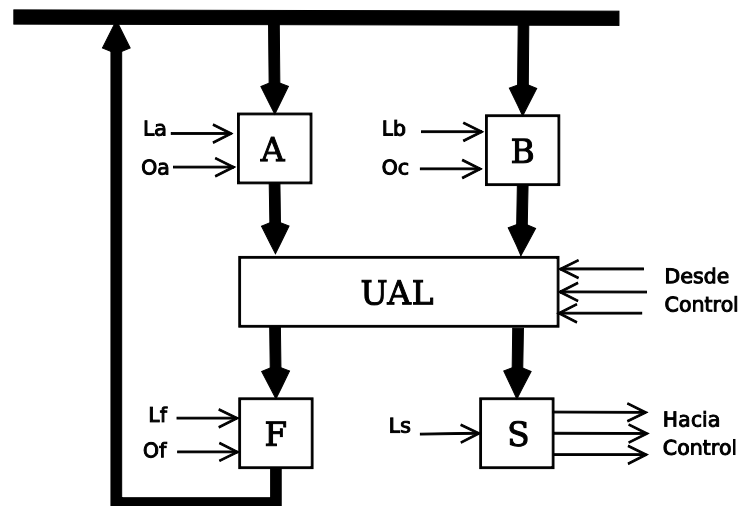 La
A
Oa
Lb
B
Oc
UAL
Desde
Control
Lf
F
Of
Ls
S
Hacia
Control